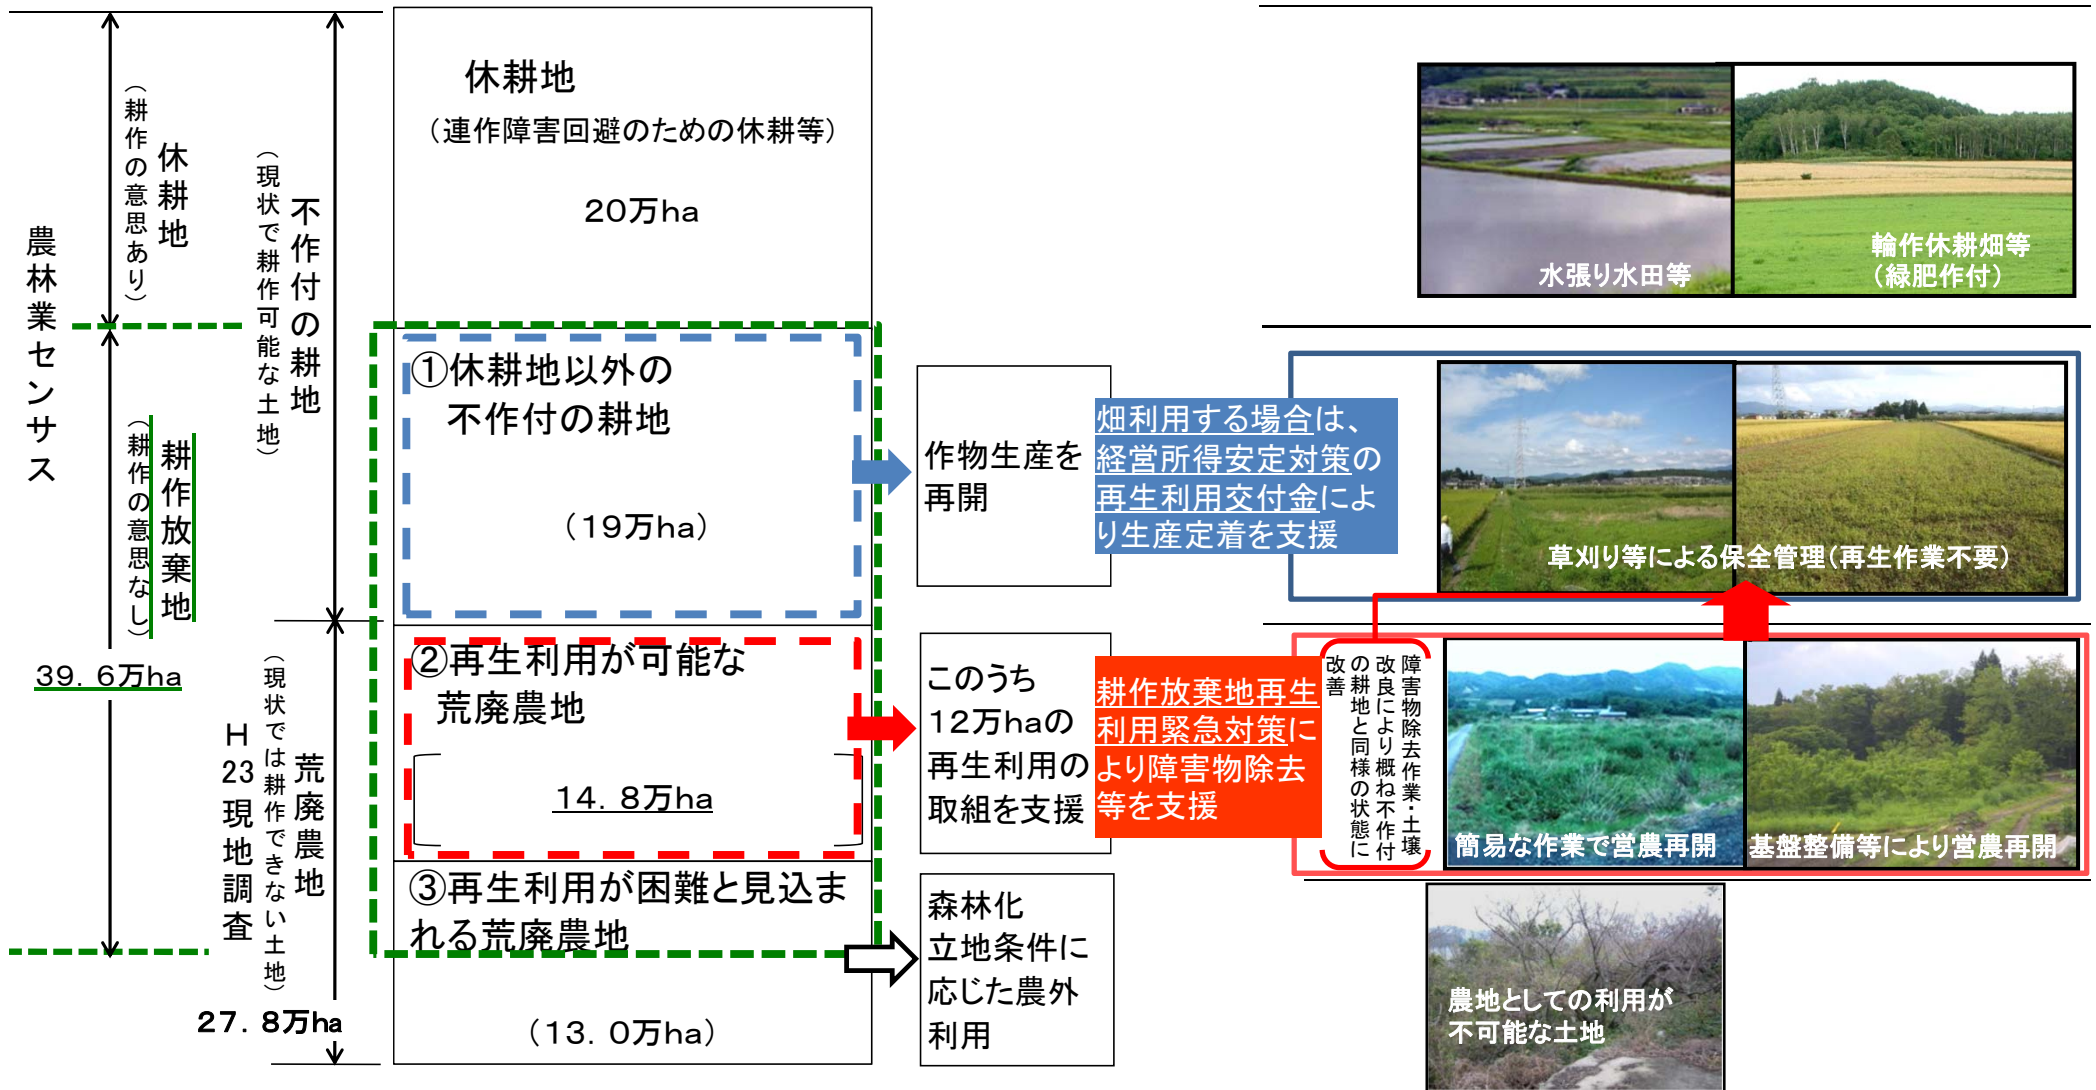 農林業センサス
休耕地
（耕作の意思あり）
耕作放棄地
（耕作の意思なし）
39．6万ha
不作付の耕地
（現状で耕作可能な土地）
荒廃農地
（現状では耕作できない土地）
H23現地調査
27．8万ha
休耕地
（連作障害回避のための休耕等）
20万ha
①休耕地以外の
不作付の耕地
（19万ha）
②再生利用が可能な
荒廃農地
14．8万ha
③再生利用が困難と見込ま
れる荒廃農地
（13．0万ha）
作物生産を
再開
このうち
12万haの
再生利用の
取組を支援
森林化
立地条件に
応じた農外
利用
畑利用する場合は、
経営所得安定対策の
再生利用交付金によ
り生産定着を支援
耕作放棄地再生
利用緊急対策に
より障害物除去
等を支援
水張り水田等
輪作休耕畑等
（緑肥作付）
草刈り等による保全管理（再生作業不要）
障害物除去作業・土壌
改良により概ね不作付
の耕地と同様の状態に
改善
簡易な作業で営農再開
基盤整備等により営農再開
農地としての利用が
不可能な土地